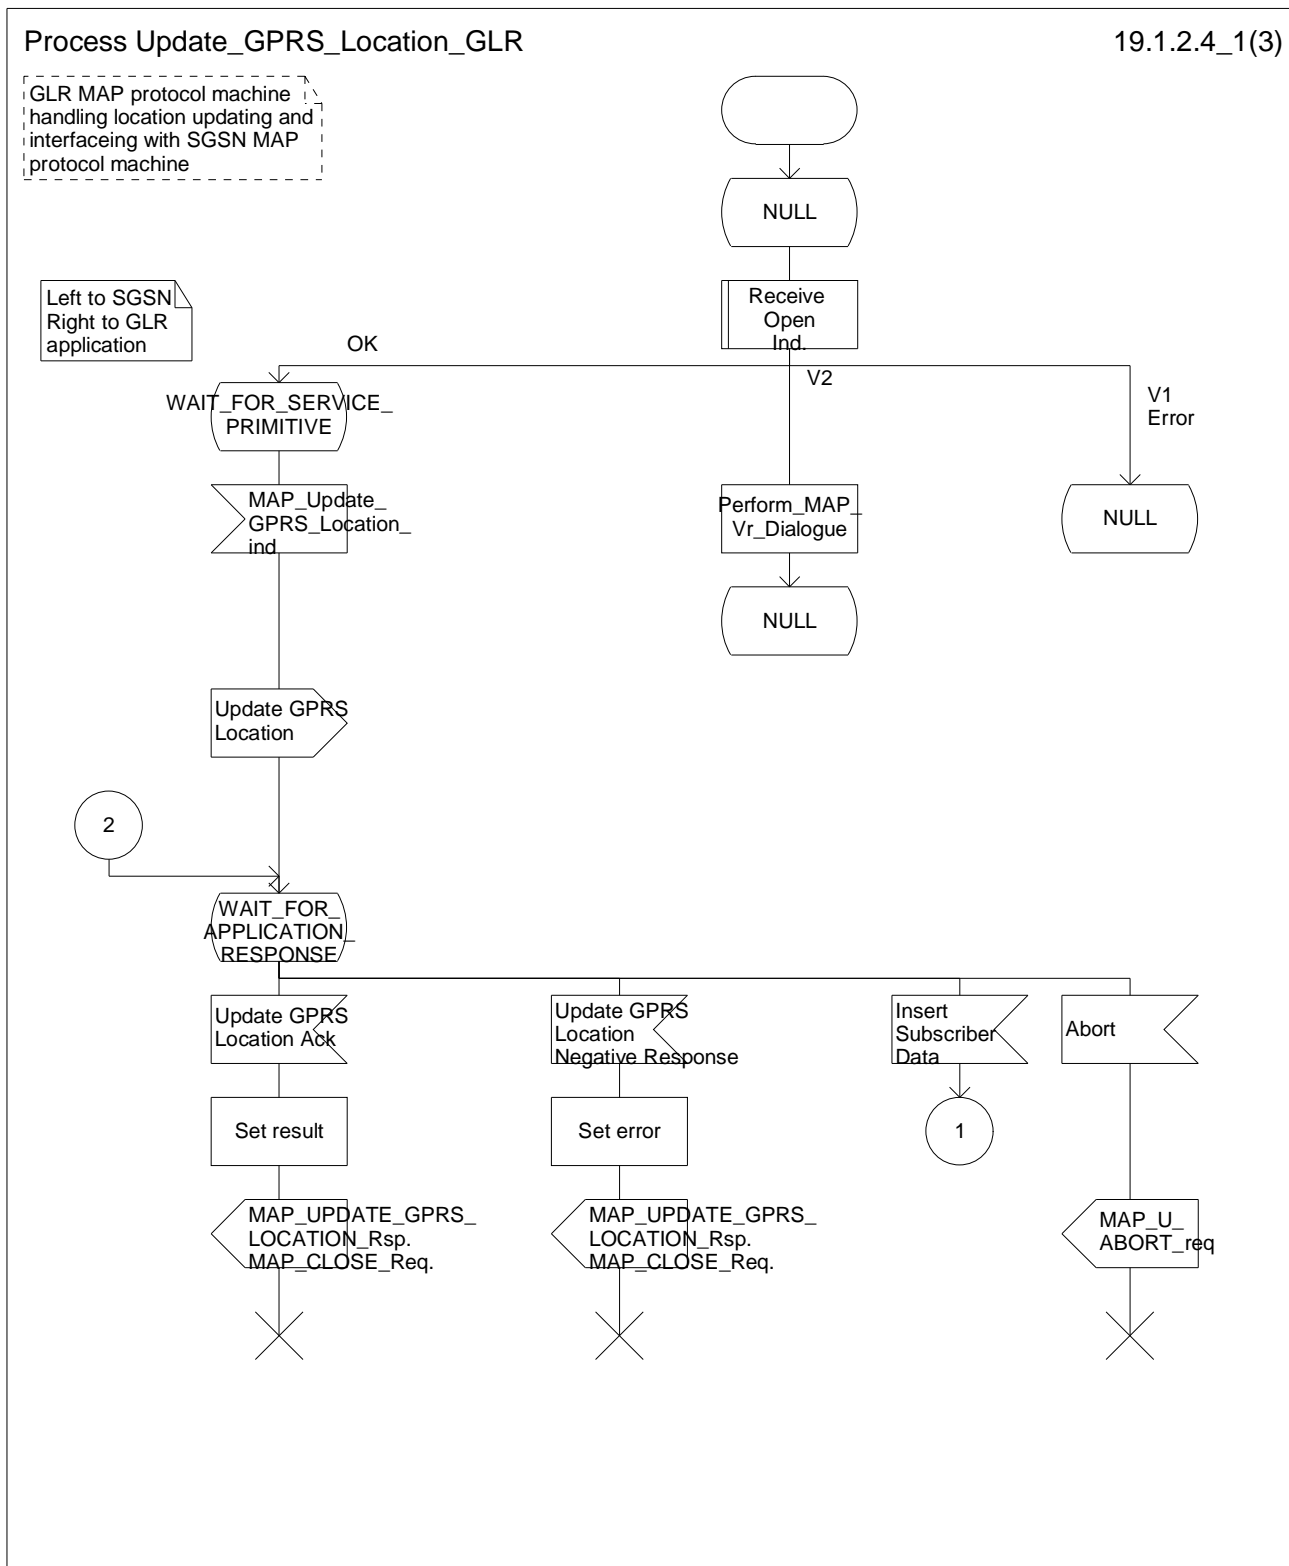 Process Update_GPRS_Location_GLR
19.1.2.4_1(3)
GLR MAP protocol machine
handling location updating and
interfaceing with SGSN MAP
protocol machine
NULL
Left to SGSN
Right to GLR
application
Receive
Open
Ind.
OK
V2
V1
Error
WAIT_FOR_SERVICE_
PRIMITIVE
MAP_Update_
GPRS_Location_
ind
Perform_MAP_
Vr_Dialogue
NULL
NULL
Update GPRS
Location
2
WAIT_FOR_
APPLICATION_
RESPONSE
Update GPRS
Location Ack
Update GPRS
Location
Negative Response
Insert
Subscriber
Data
Abort
Set result
Set error
1
MAP_UPDATE_GPRS_
LOCATION_Rsp.
MAP_CLOSE_Req.
MAP_UPDATE_GPRS_
LOCATION_Rsp.
MAP_CLOSE_Req.
MAP_U_
ABORT_req